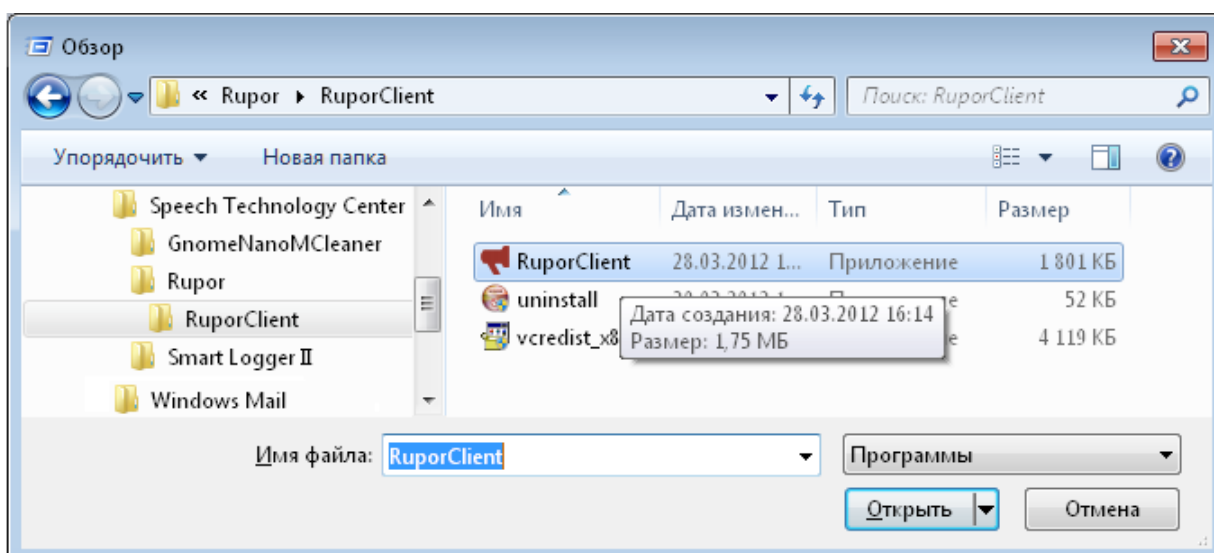 Обзор
« Rupor ▸ RuporClient
Поиск: RuporClient
Упорядочить ▼ Новая папка
Speech Technology Center
GnomeNanoMCleaner
Rupor
RuporClient
Smart Logger II
Windows Mail
Имя Дата измен... Тип Размер
RuporClient 28.03.2012 1... Приложение 1 801 КБ
uninstall 52 КБ
vcredist_x8 4 119 КБ
Дата создания: 28.03.2012 16:14
Размер: 1,75 МБ
Имя файла: RuporClient
Программы
Открыть Отмена